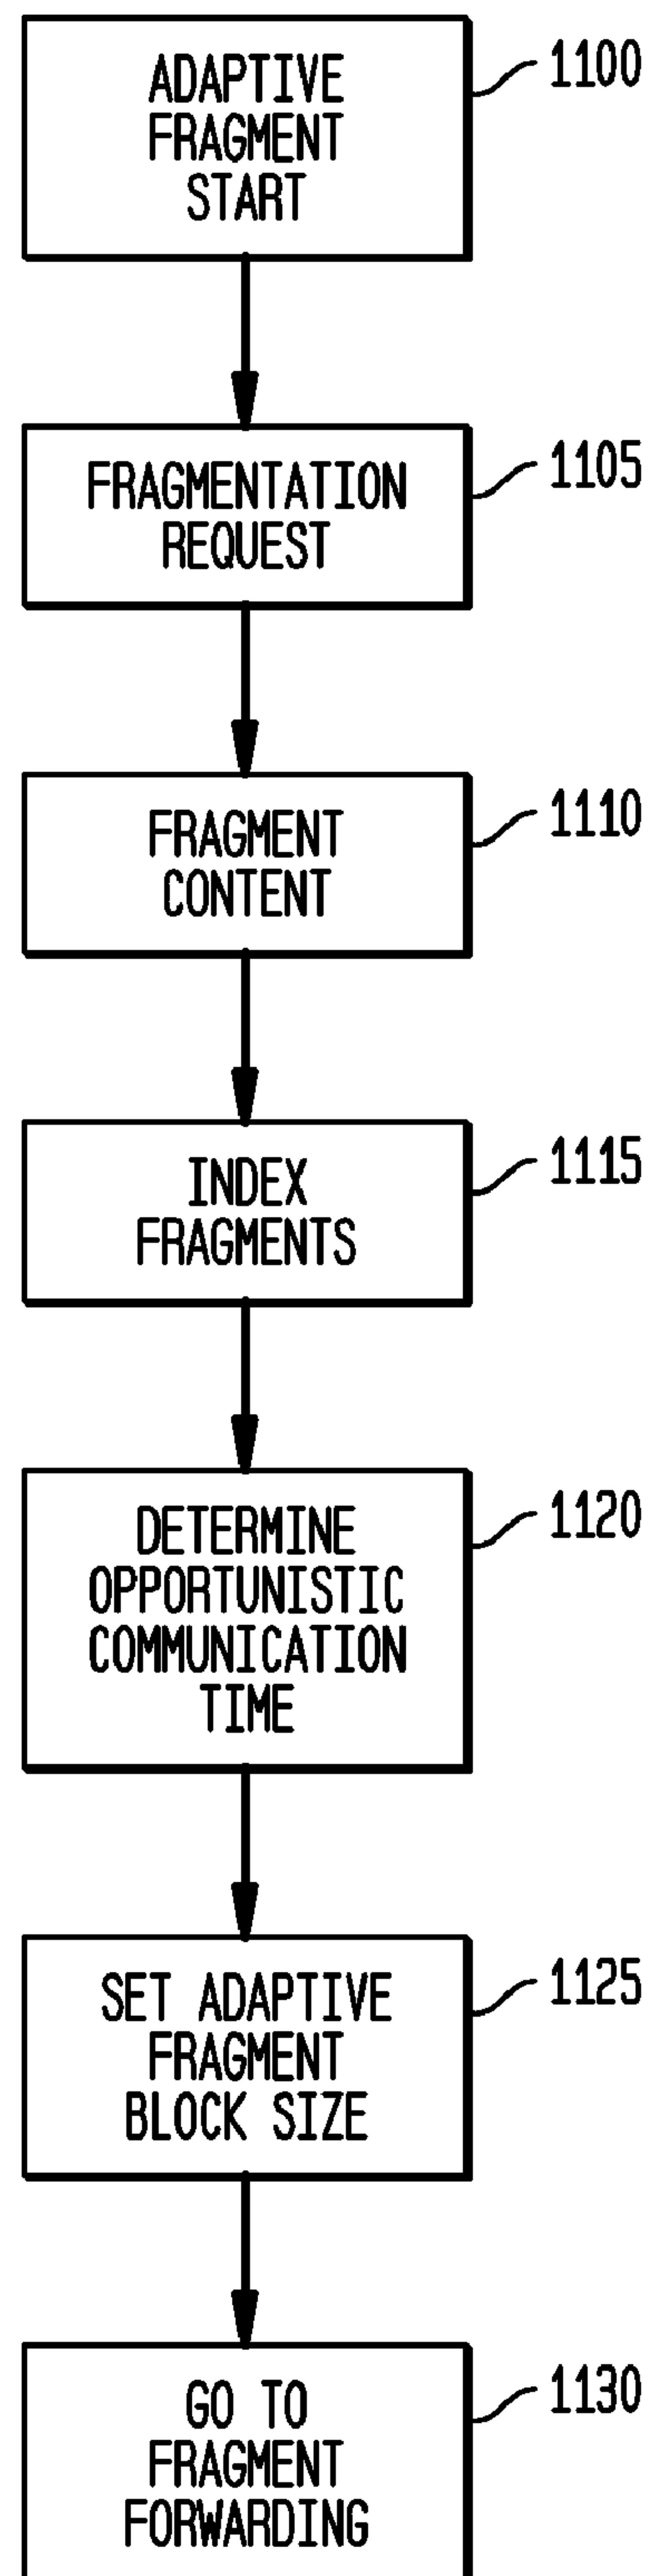 ADAPTIVE
FRAGMENT
START
1100
FRAGMENTATION
REQUEST
1105
FRAGMENT
CONTENT
1110
INDEX
FRAGMENTS
1115
DETERMINE
OPPORTUNISTIC
COMMUNICATION
TIME
1120
SET ADAPTIVE
FRAGMENT
BLOCK SIZE
1125
GO TO
FRAGMENT
FORWARDING
1130